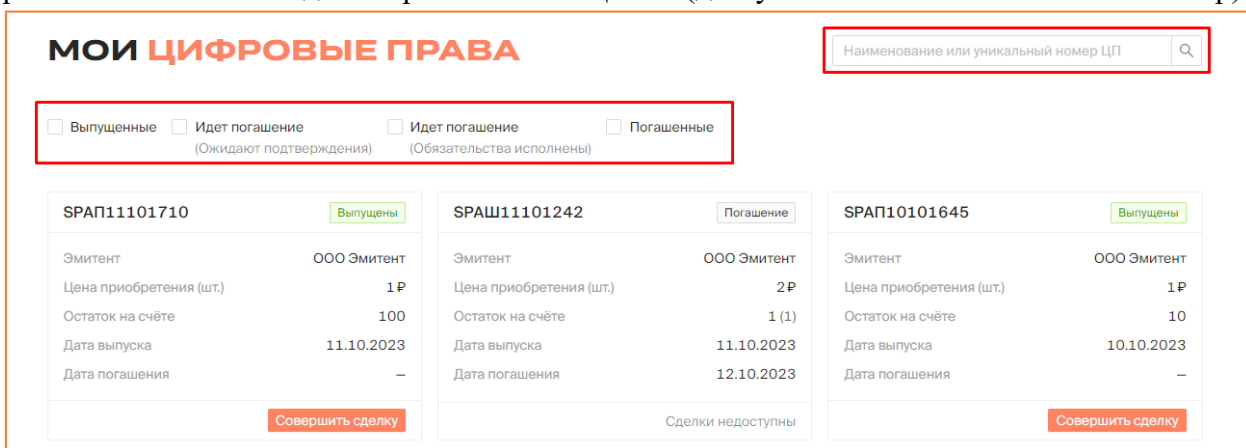 МОИ ЦИФРОВЫЕ ПРАВА
Наименование или уникальный номер ЦП
Выпущенные Идет погашение Идет погашение Погашенные
(Ожидают подтверждения) (Обязательства исполнены)
SPAП11101710 Выпущены
Эмитент ООО Эмитент
Цена приобретения (шт.) 1 ₽
Остаток на счёте 100
Дата выпуска 11.10.2023
Дата погашения –
Совершить сделку
SPAШ11101242 Погашение
Эмитент ООО Эмитент
Цена приобретения (шт.) 2 ₽
Остаток на счёте 1 (1)
Дата выпуска 11.10.2023
Дата погашения 12.10.2023
Сделки недоступны
SPAП10101645 Выпущены
Эмитент ООО Эмитент
Цена приобретения (шт.) 1 ₽
Остаток на счёте 10
Дата выпуска 10.10.2023
Дата погашения –
Совершить сделку